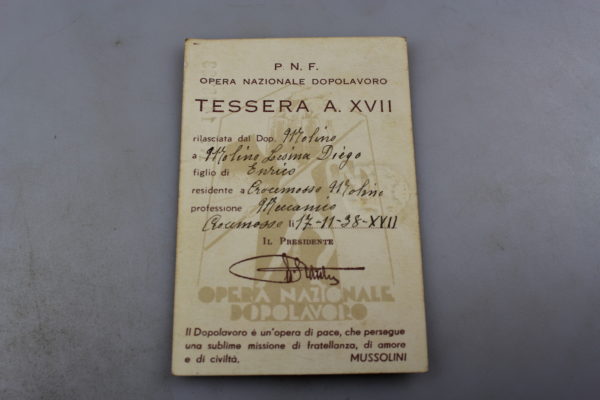 P. N. F.
OPERA NAZIONALE DOPOLAVORO
TESSERA A. XVII
rilasciata dal Dop. Molino
a Molino Lesina Diego
figlio di Enrico
residente a Crocemosso Molino
professione Meccanico
Crocemosso li 17-11-38-XVII
IL PRESIDENTE
OPERA NAZIONALE
DOPOLAVORO
Il Dopolavoro è un'opera di pace, che persegue
una sublime missione di fratellanza, di amore
e di civiltà. MUSSOLINI